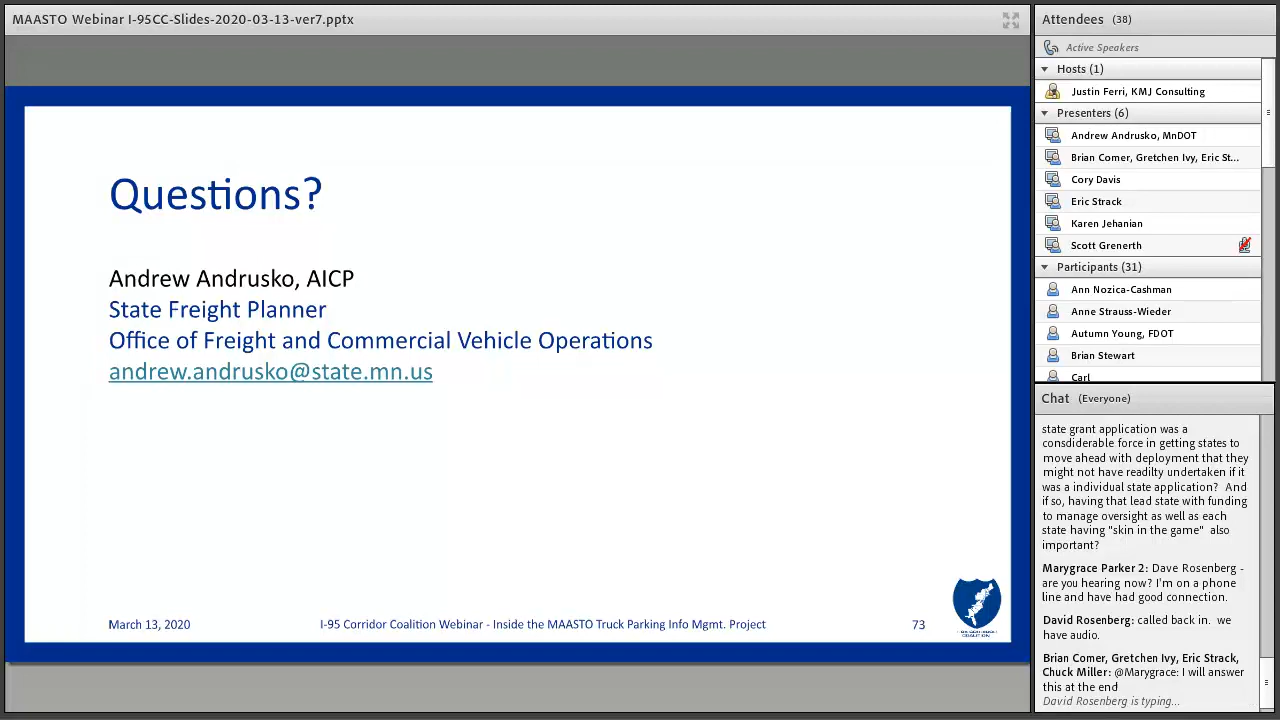 MAASTO Webinar I-95CC-Slides-2020-03-13-ver7.pptx
Questions?
Andrew Andrusko, AICP
State Freight Planner
Office of Freight and Commercial Vehicle Operations
andrew.andrusko@state.mn.us
March 13, 2020
I-95 Corridor Coalition Webinar - Inside the MAASTO Truck Parking Info Mgmt. Project
73
Attendees (38)
Active Speakers
Hosts (1)
Justin Ferri, KMJ Consulting
Presenters (6)
Andrew Andrusko, MnDOT
Brian Comer, Gretchen Ivy, Eric St...
Cory Davis
Eric Strack
Karen Jehanian
Scott Grenerth
Participants (31)
Ann Nozica-Cashman
Anne Strauss-Wieder
Autumn Young, FDOT
Brian Stewart
Carl
Chat (Everyone)
state grant application was a
consdiderable force in getting states to
move ahead with deployment that they
might not have readilty undertaken if it
was a individual state application? And
if so, having that lead state with funding
to manage oversight as well as each
state having "skin in the game" also
important?
Marygrace Parker 2: Dave Rosenberg -
are you hearing now? I'm on a phone
line and have had good connection.
David Rosenberg: called back in. we
have audio.
Brian Comer, Gretchen Ivy, Eric Strack,
Chuck Miller: @Marygrace: I will answer
this at the end
David Rosenberg is typing...